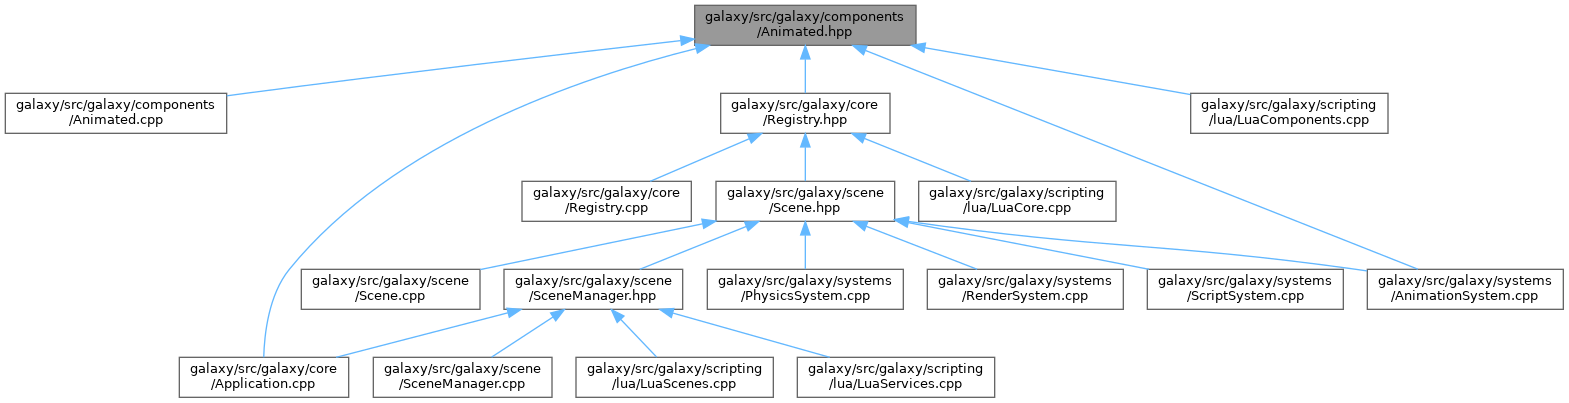 galaxy/src/galaxy/components
/Animated.hpp
galaxy/src/galaxy/components
/Animated.cpp
galaxy/src/galaxy/core
/Registry.hpp
galaxy/src/galaxy/scripting
/lua/LuaComponents.cpp
galaxy/src/galaxy/core
/Registry.cpp
galaxy/src/galaxy/scene
/Scene.hpp
galaxy/src/galaxy/scripting
/lua/LuaCore.cpp
galaxy/src/galaxy/scene
/Scene.cpp
galaxy/src/galaxy/scene
/SceneManager.hpp
galaxy/src/galaxy/systems
/PhysicsSystem.cpp
galaxy/src/galaxy/systems
/RenderSystem.cpp
galaxy/src/galaxy/systems
/ScriptSystem.cpp
galaxy/src/galaxy/systems
/AnimationSystem.cpp
galaxy/src/galaxy/core
/Application.cpp
galaxy/src/galaxy/scene
/SceneManager.cpp
galaxy/src/galaxy/scripting
/lua/LuaScenes.cpp
galaxy/src/galaxy/scripting
/lua/LuaServices.cpp